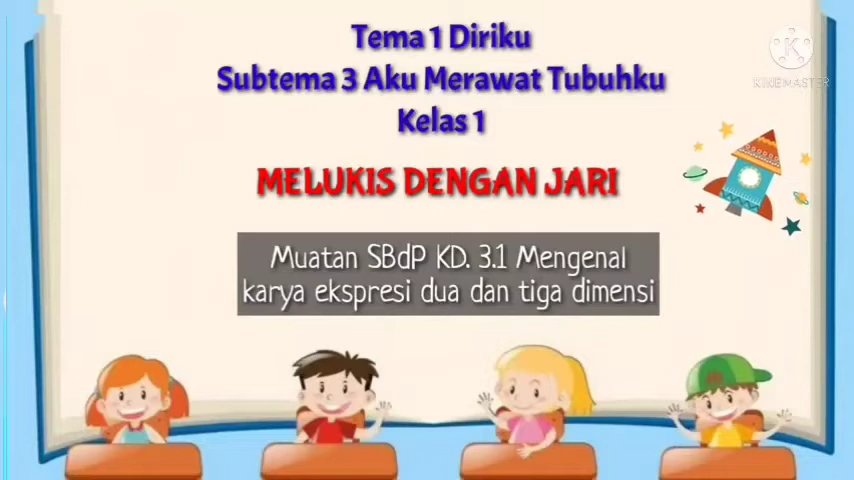 Tema 1 Diriku
Subtema 3 Aku Merawat Tubuhku
Kelas 1
MELUKIS DENGAN JARI
Muatan SBdP KD. 3.1 Mengenal
karya ekspresi dua dan tiga dimensi
K
KINEMASTER